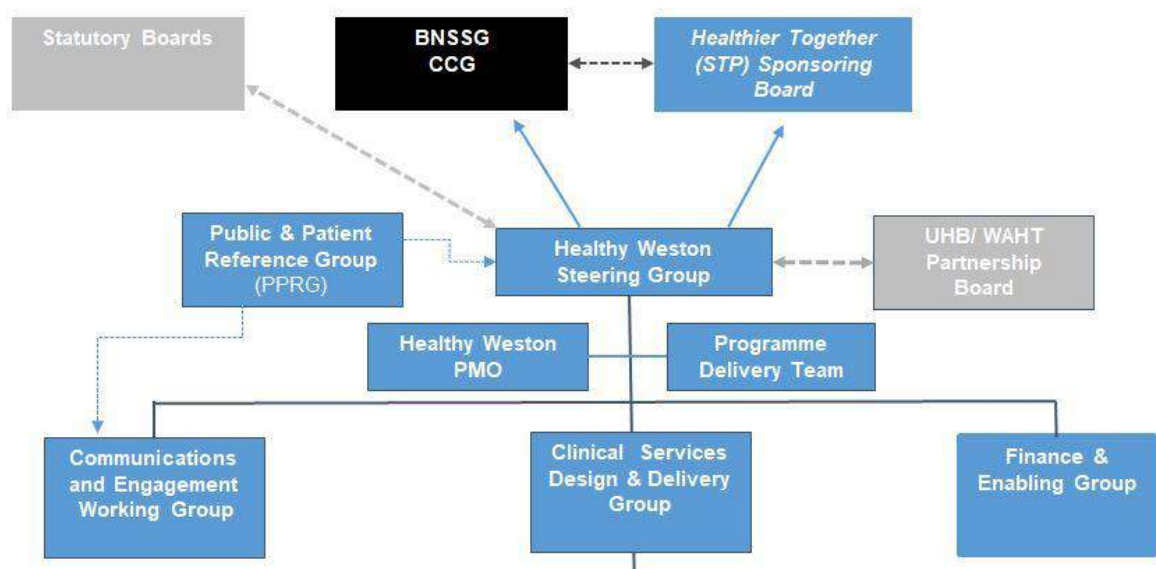 Statutory Boards
BNSSG
CCG
Healthier Together
(STP) Sponsoring
Board
Public & Patient
Reference Group
(PPRG)
Healthy Weston
Steering Group
UHB/ WAHT
Partnership
Board
Healthy Weston
PMO
Programme
Delivery Team
Communications
and Engagement
Working Group
Clinical Services
Design & Delivery
Group
Finance &
Enabling Group